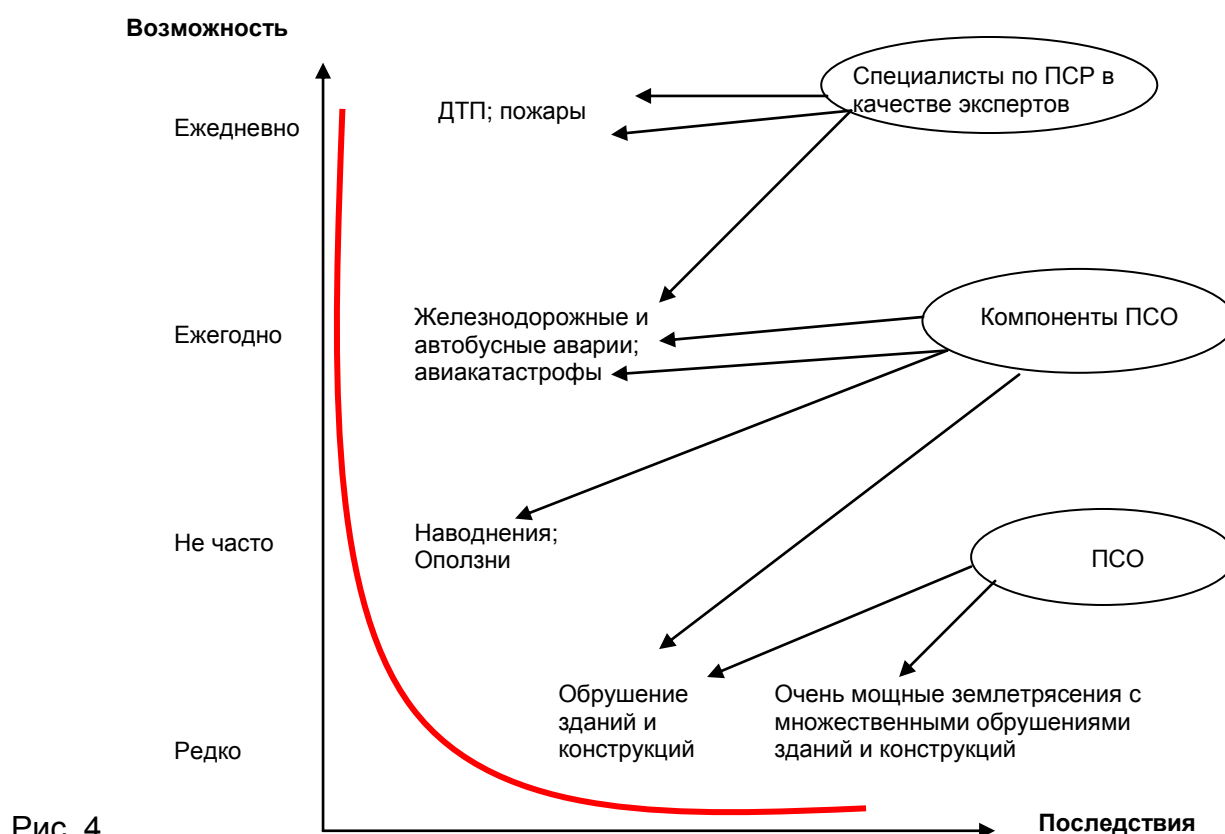 Возможность
Специалисты по ПСР в
качестве экспертов
ДТП; пожары
Ежедневно
Железнодорожные и
автобусные аварии;
авиакатастрофы
Компоненты ПСО
Ежегодно
Наводнения;
Оползни
Не часто
ПСО
Обрушение
зданий и
конструкций
Очень мощные землетрясения с
множественными обрушениями
зданий и конструкций
Редко
Рис. 4
Последствия